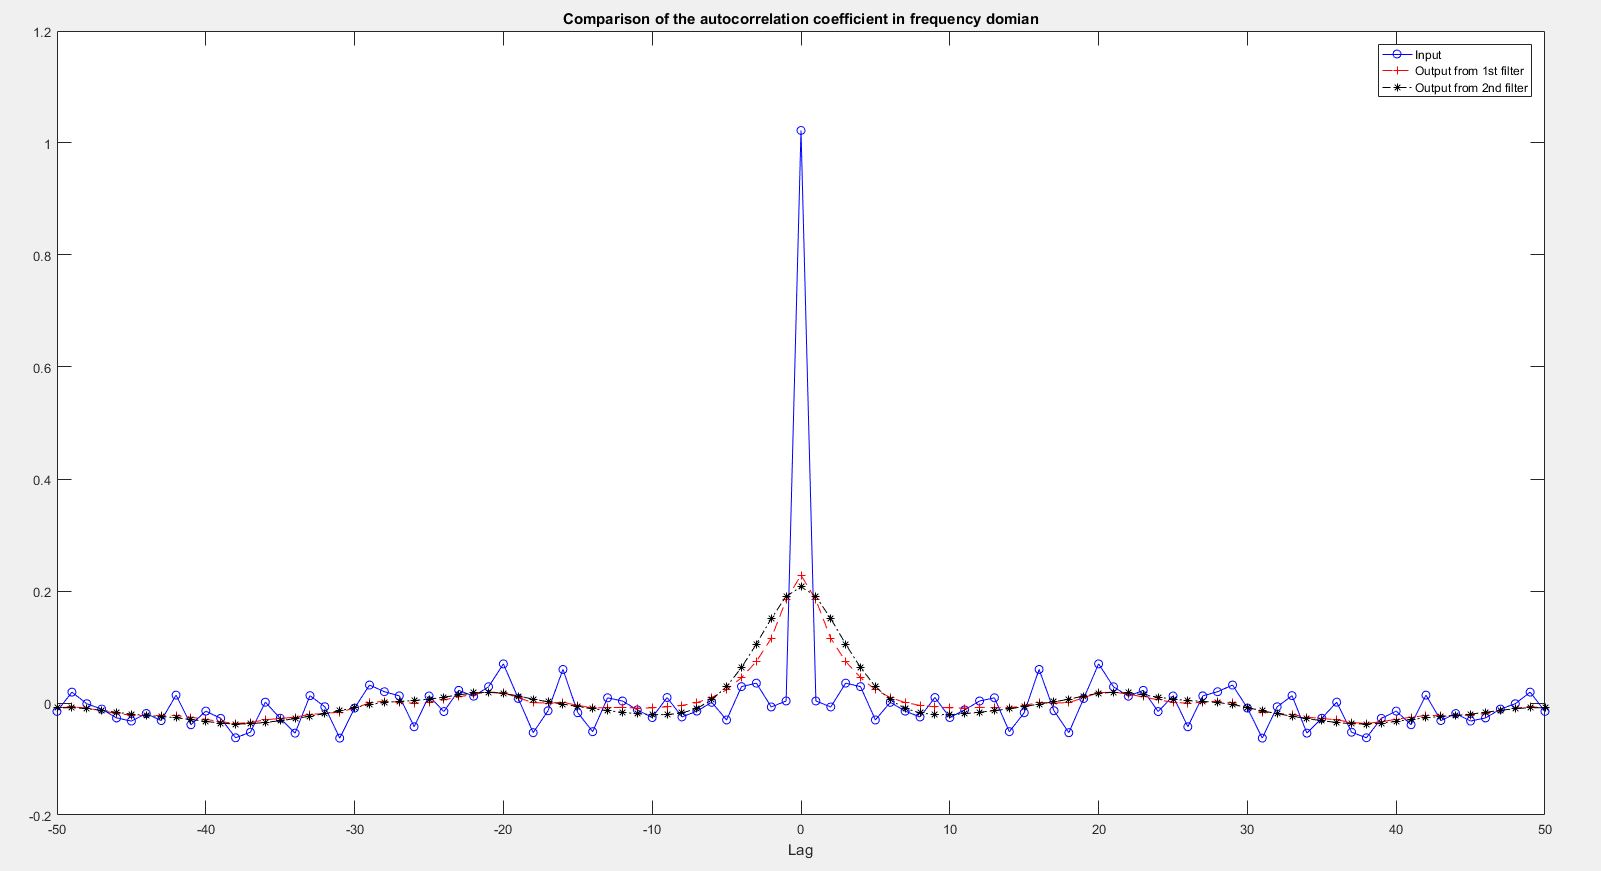 Comparison of the autocorrelation coefficient in frequency domian
Input
Output from 1st filter
Output from 2nd filter
1.2
1
0.8
0.6
0.4
0.2
0
-0.2
-50 -40 -30 -20 -10 0 10 20 30 40 50
Lag